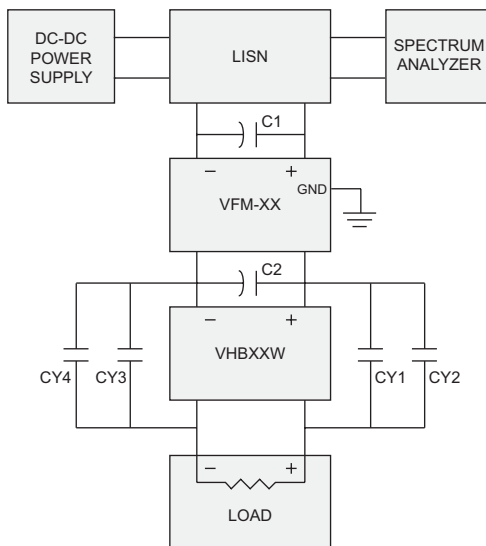 DC-DC
POWER
SUPPLY
LISN
SPECTRUM
ANALYZER
C1
− +
GND
VFM-XX
C2
− +
VHBXXW
CY4 CY3 CY1 CY2
− +
LOAD